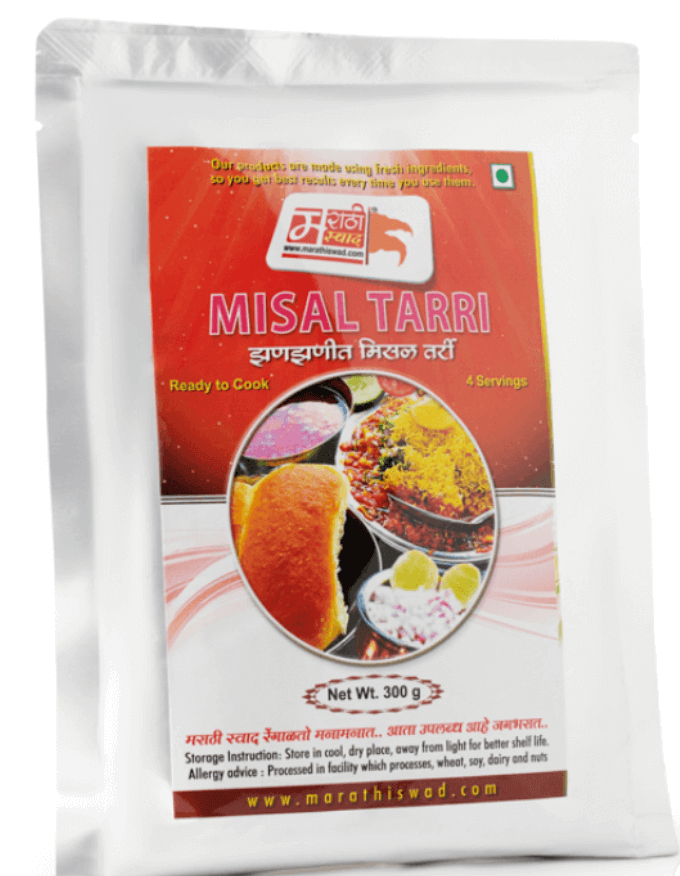 Our products are made using fresh ingredients,
so you get best results every time you use them.
मराठी
स्वाद
www.marathiswad.com
MISAL TARRI
झणझणीत मिसळ तर्री
Ready to Cook
4 Servings
Net Wt. 300 g
मराठी स्वाद रेंगाळतो मनामनात.. आता उपलब्ध आहे जगभरात..
Storage Instruction: Store in cool, dry place, away from light for better shelf life.
Allergy advice : Processed in facility which processes, wheat, soy, dairy and nuts
www.marathiswad.com